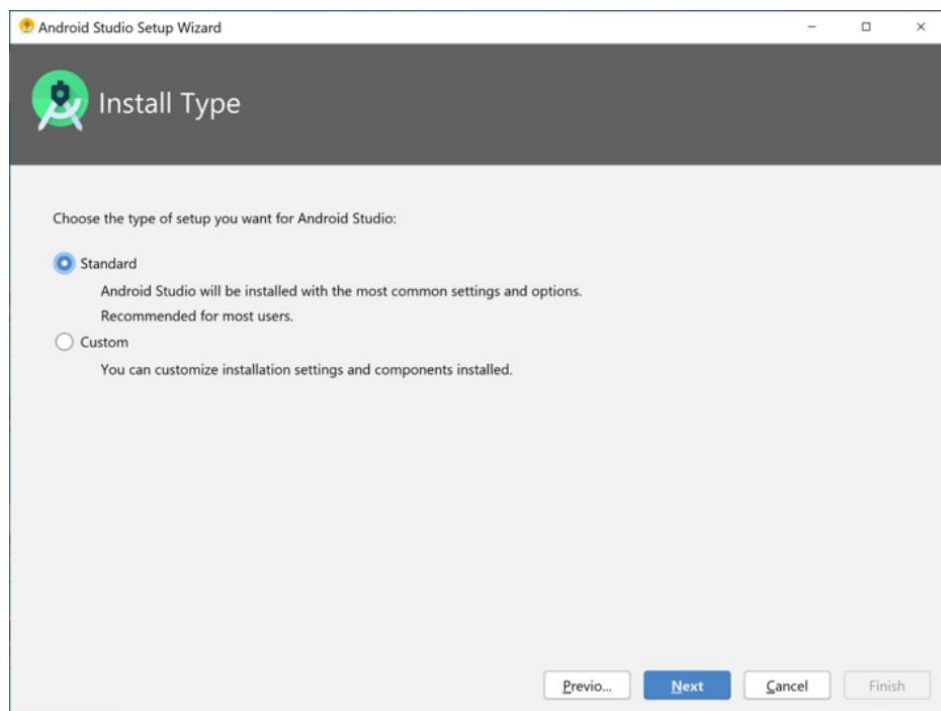 Android Studio Setup Wizard
Install Type
Choose the type of setup you want for Android Studio:
Standard
Android Studio will be installed with the most common settings and options.
Recommended for most users.
Custom
You can customize installation settings and components installed.
Previo... Next Cancel Finish